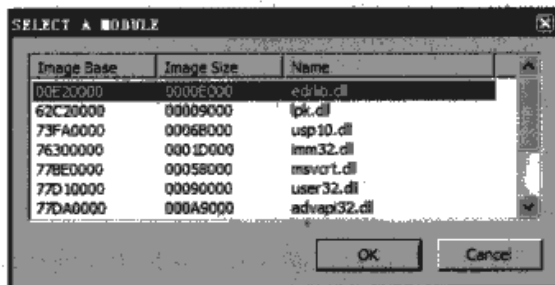 SELECT A MODULE
Image Base Image Size Name
00E20000 0000E000 edrlib.dll
62C20000 00009000 lpk.dll
73FA0000 0006B000 usp10.dll
76300000 0001D000 imm32.dll
77BE0000 00058000 msvcrt.dll
77D10000 00090000 user32.dll
77DA0000 000A9000 advapi32.dll
OK Cancel